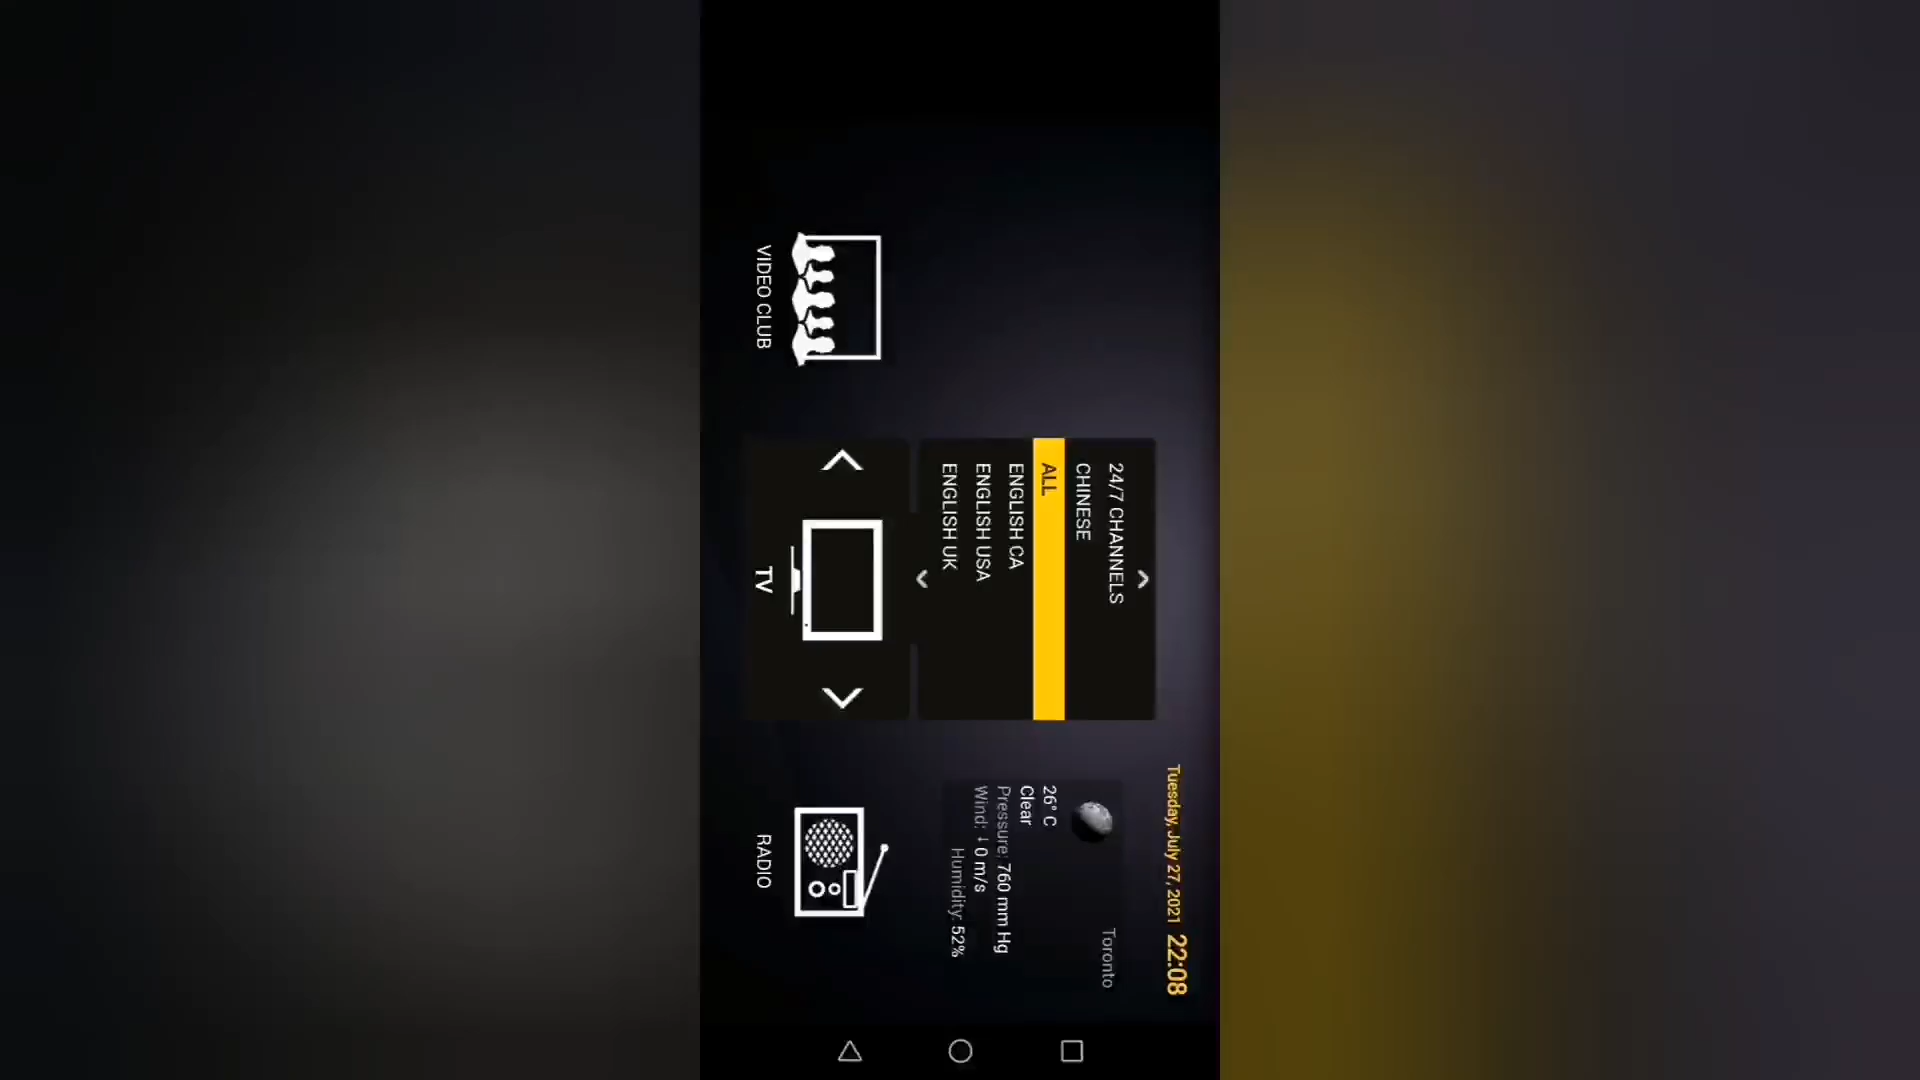 Tuesday, July 27, 2021 22:08
24/7 CHANNELS
CHINESE
ALL
ENGLISH CA
ENGLISH USA
ENGLISH UK
Toronto
26° C
Clear
Pressure: 760 mm Hg
Wind: ↓ 0 m/s
Humidity: 52%
VIDEO CLUB
TV
RADIO